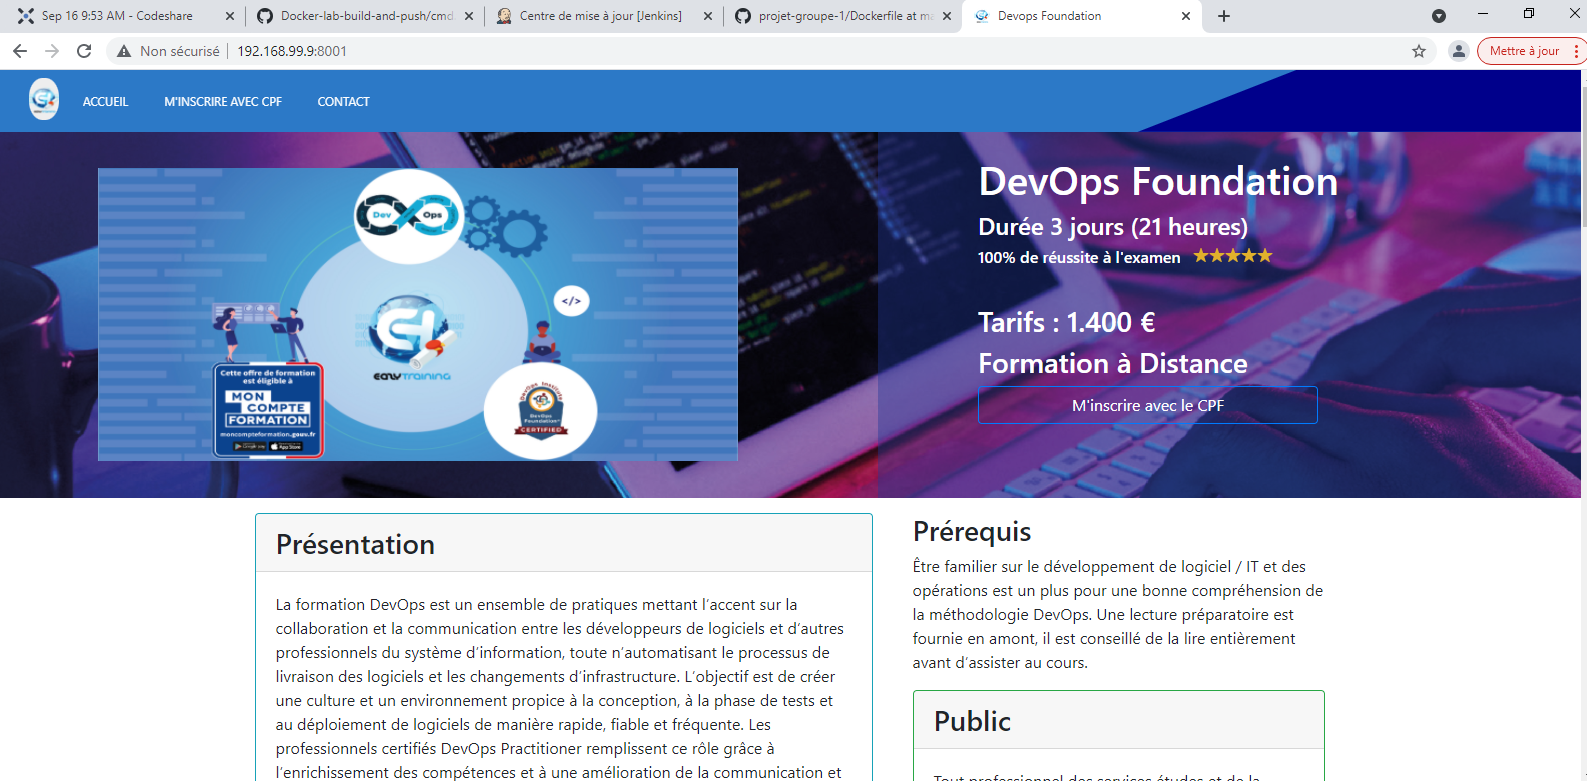 Sep 16 9:53 AM - Codeshare
Docker-lab-build-and-push/cmd
Centre de mise à jour [Jenkins]
projet-groupe-1/Dockerfile at ma
Devops Foundation
Non sécurisé
192.168.99.9:8001
Mettre à jour
ACCUEIL
M'INSCRIRE AVEC CPF
CONTACT
Dev Ops
</>
EAZYTRAINING
Cette offre de formation
est éligible à
MON
COMPTE
FORMATION
moncompteformation.gouv.fr
Google Play
App Store
DevOps Institute
DevOps
Foundation
CERTIFIED
DevOps Foundation
Durée 3 jours (21 heures)
100% de réussite à l'examen
Tarifs : 1.400 €
Formation à Distance
M'inscrire avec le CPF
Présentation
La formation DevOps est un ensemble de pratiques mettant l’accent sur la
collaboration et la communication entre les développeurs de logiciels et d’autres
professionnels du système d’information, toute n’automatisant le processus de
livraison des logiciels et les changements d’infrastructure. L’objectif est de créer
une culture et un environnement propice à la conception, à la phase de tests et
au déploiement de logiciels de manière rapide, fiable et fréquente. Les
professionnels certifiés DevOps Practitioner remplissent ce rôle grâce à
l’enrichissement des compétences et à une amélioration de la communication et
Prérequis
Être familier sur le développement de logiciel / IT et des
opérations est un plus pour une bonne compréhension de
la méthodologie DevOps. Une lecture préparatoire est
fournie en amont, il est conseillé de la lire entièrement
avant d’assister au cours.
Public
Tout professionnel des services études et de la